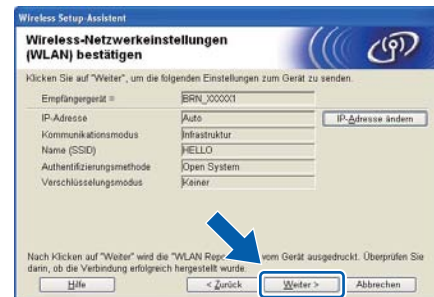 Wireless Setup-Assistent
Wireless-Netzwerkeinstellungen
(WLAN) bestätigen
Klicken Sie auf "Weiter", um die folgenden Einstellungen zum Gerät zu senden.
Empfängergerät = BRN_XXXXX1
IP-Adresse Auto IP-Adresse ändern
Kommunikationsmodus Infrastruktur
Name (SSID) HELLO
Authentifizierungsmethode Open System
Verschlüsselungsmodus Keiner
Nach Klicken auf "Weiter" wird die "WLAN Rep vom Gerät ausgedruckt. Überprüfen Sie
darin, ob die Verbindung erfolgreich hergestellt wurde.
Hilfe < Zurück Weiter > Abbrechen